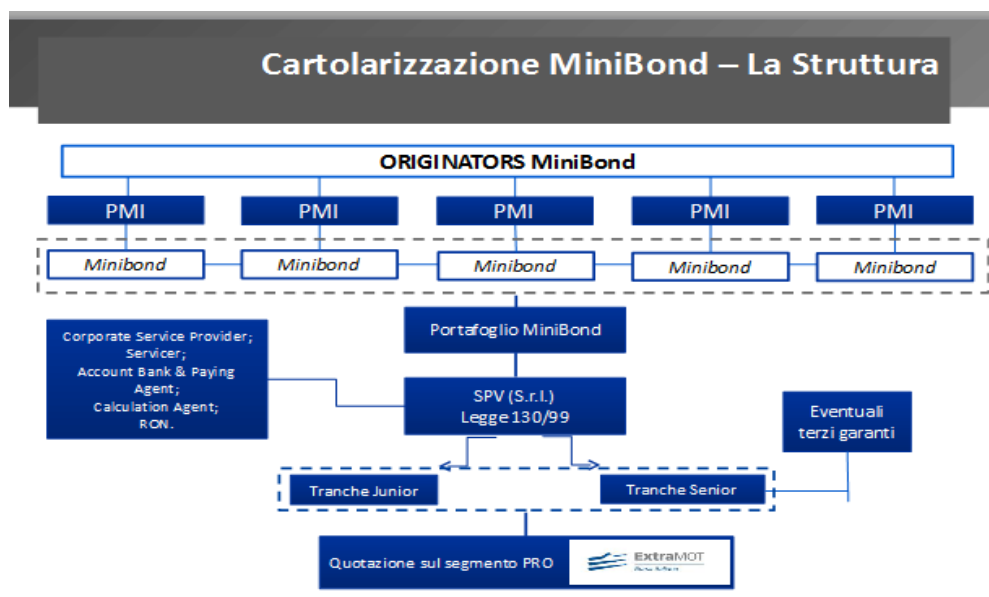 Cartolarizzazione MiniBond – La Struttura
ORIGINATORS MiniBond
PMI
PMI
PMI
PMI
PMI
Minibond
Minibond
Minibond
Minibond
Minibond
Portafoglio MiniBond
Corporate Service Provider;
Servicer;
Account Bank & Paying
Agent;
Calculation Agent;
RON.
SPV (S.r.l.)
Legge 130/99
Eventuali
terzi garanti
Tranche Junior
Tranche Senior
Quotazione sul segmento PRO
ExtraMOT